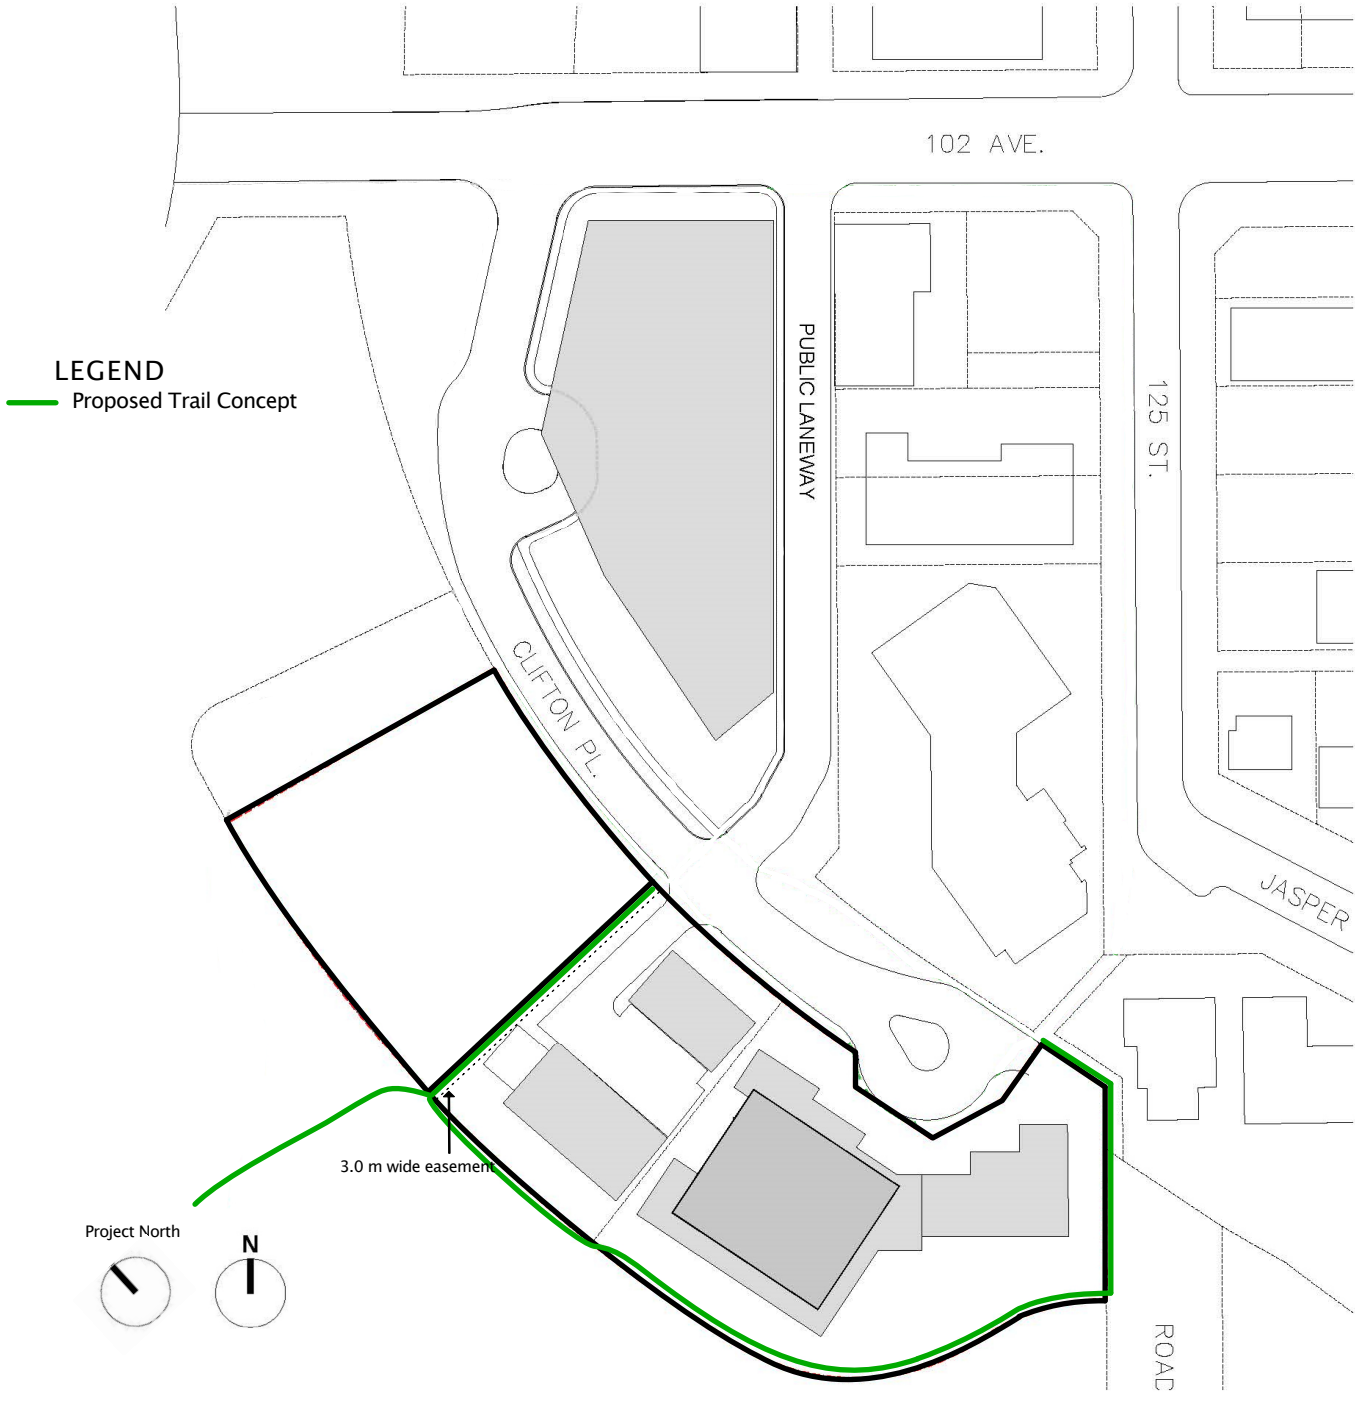 102 AVE.
LEGEND
Proposed Trail Concept
PUBLIC LANEWAY
125 ST.
CLIFTON PL.
JASPER
3.0 m wide easement
Project North
N
ROAD